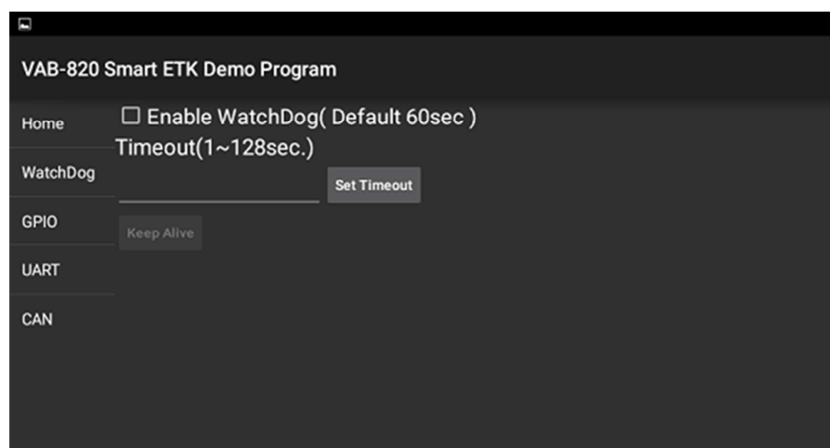 VAB-820 Smart ETK Demo Program
Home
WatchDog
GPIO
UART
CAN
Enable WatchDog( Default 60sec )
Timeout(1~128sec.)
Set Timeout
Keep Alive